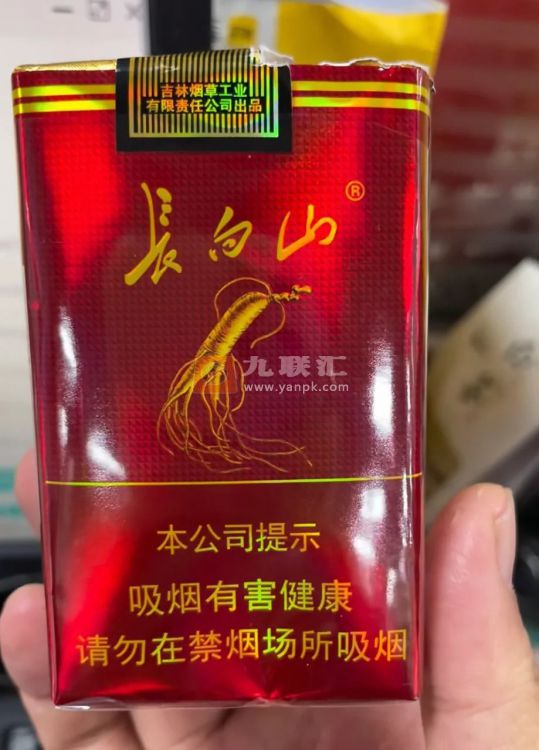 吉林烟草工业
有限责任公司出品
長白山®
九联汇
www.yanpk.com
本公司提示
吸烟有害健康
请勿在禁烟场所吸烟